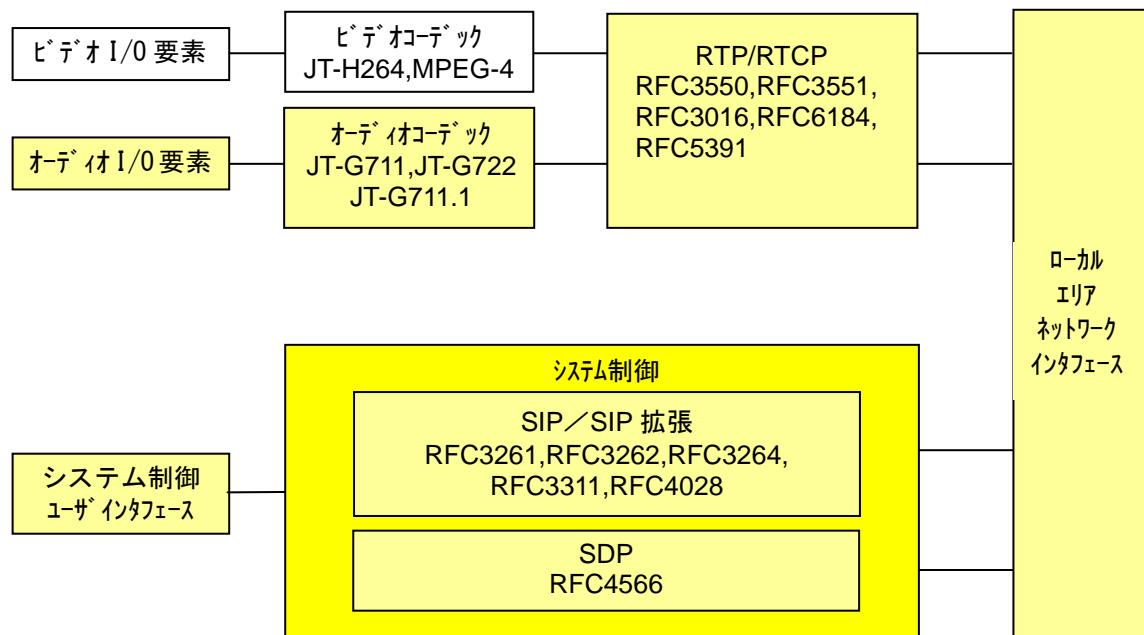 ﾋﾞﾃﾞｵ I/O 要素
ﾋﾞﾃﾞｵｺｰﾃﾞｯｸ
JT-H264,MPEG-4
RTP/RTCP
RFC3550,RFC3551,
RFC3016,RFC6184,
RFC5391
ｵｰﾃﾞｨｵ I/O 要素
ｵｰﾃﾞｨｵｺｰﾃﾞｯｸ
JT-G711,JT-G722
JT-G711.1
ﾛｰｶﾙ
ｴﾘｱ
ﾈｯﾄﾜｰｸ
ｲﾝﾀﾌｪｰｽ
ｼｽﾃﾑ制御
SIP／SIP 拡張
RFC3261,RFC3262,RFC3264,
RFC3311,RFC4028
システム制御
ﾕｰｻﾞｲﾝﾀﾌｪｰｽ
SDP
RFC4566